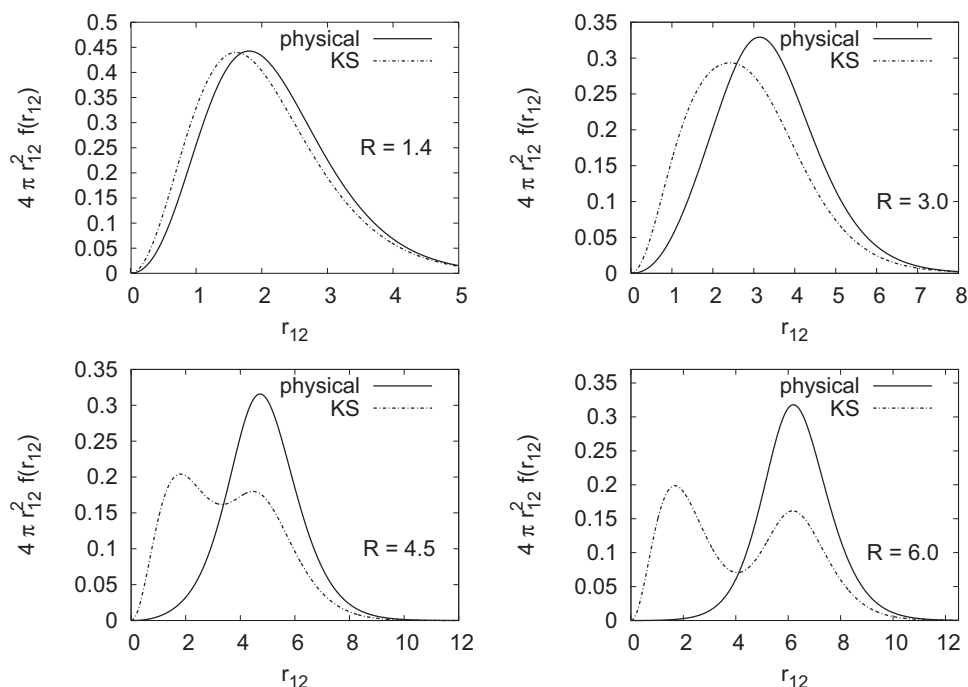 4 π r₁₂² f(r₁₂)
0.5
0.45
0.4
0.35
0.3
0.25
0.2
0.15
0.1
0.05
0
physical
KS
R = 1.4
0 1 2 3 4 5
r₁₂
4 π r₁₂² f(r₁₂)
0.35
0.3
0.25
0.2
0.15
0.1
0.05
0
physical
KS
R = 3.0
0 1 2 3 4 5 6 7 8
r₁₂
4 π r₁₂² f(r₁₂)
0.35
0.3
0.25
0.2
0.15
0.1
0.05
0
physical
KS
R = 4.5
0 2 4 6 8 10 12
r₁₂
4 π r₁₂² f(r₁₂)
0.35
0.3
0.25
0.2
0.15
0.1
0.05
0
physical
KS
R = 6.0
0 2 4 6 8 10 12
r₁₂